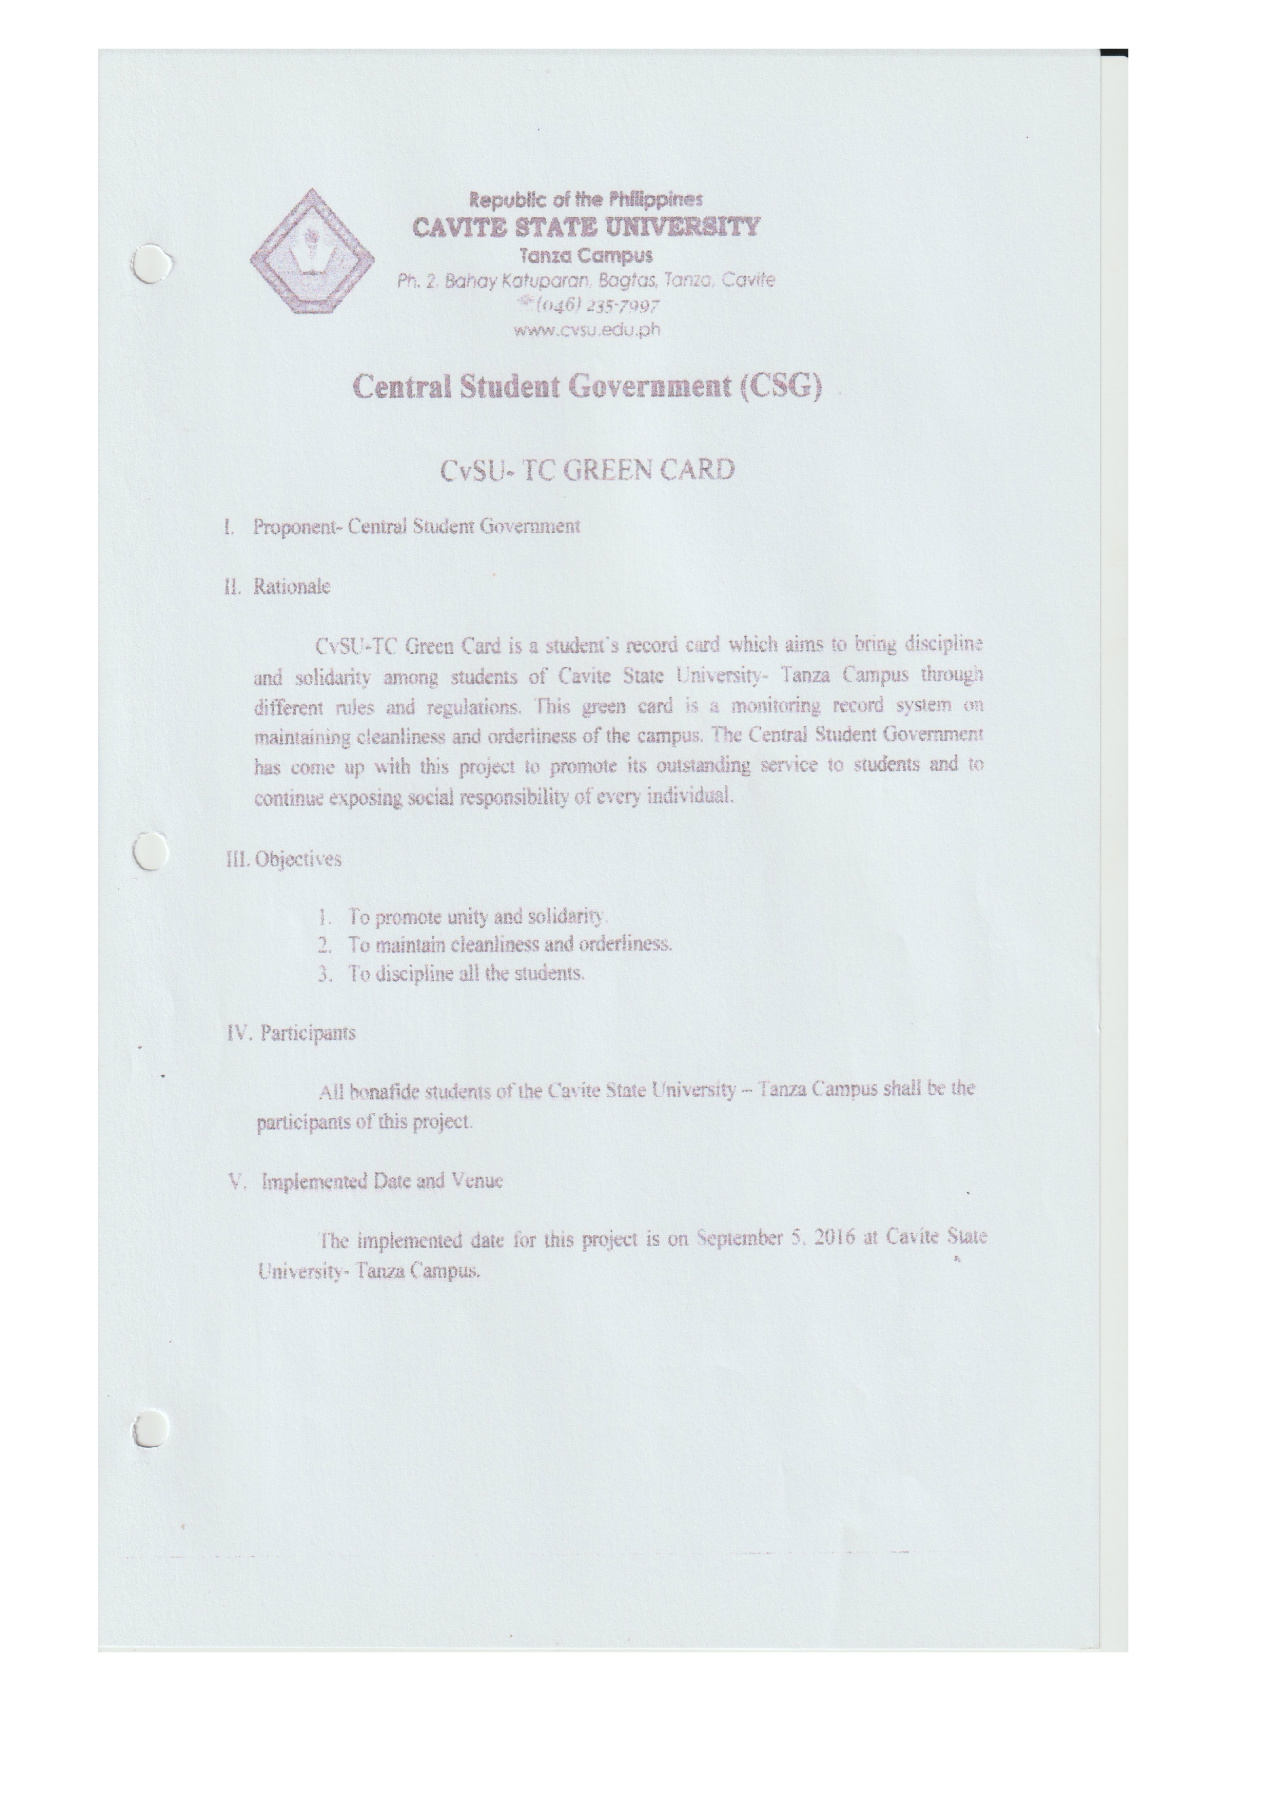 Republic of the Philippines
CAVITE STATE UNIVERSITY
Tanza Campus
Ph. 2, Bahay Katuparan, Bagtas, Tanza, Cavite
☎(046) 235-7997
www.cvsu.edu.ph
Central Student Government (CSG)
CvSU- TC GREEN CARD
I. Proponent- Central Student Government
II. Rationale
CvSU-TC Green Card is a student's record card which aims to bring discipline
and solidarity among students of Cavite State University- Tanza Campus through
different rules and regulations. This green card is a monitoring record system on
maintaining cleanliness and orderliness of the campus. The Central Student Government
has come up with this project to promote its outstanding service to students and to
continue exposing social responsibility of every individual.
III. Objectives
1. To promote unity and solidarity.
2. To maintain cleanliness and orderliness.
3. To discipline all the students.
IV. Participants
All bonafide students of the Cavite State University – Tanza Campus shall be the
participants of this project.
V. Implemented Date and Venue
The implemented date for this project is on September 5, 2016 at Cavite State
University- Tanza Campus.